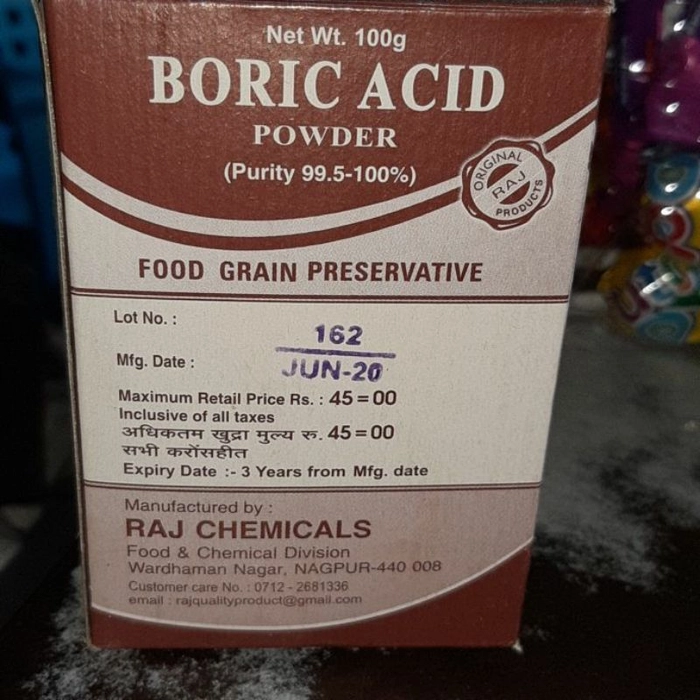 Net Wt. 100g
BORIC ACID
POWDER
(Purity 99.5-100%)
ORIGINAL
RAJ
PRODUCTS
FOOD GRAIN PRESERVATIVE
Lot No. :
162
Mfg. Date :
JUN-20
Maximum Retail Price Rs. : 45=00
Inclusive of all taxes
अधिकतम खुद्रा मुल्य रु. 45=00
सभी करोंसहीत
Expiry Date :- 3 Years from Mfg. date
Manufactured by :
RAJ CHEMICALS
Food & Chemical Division
Wardhaman Nagar, NAGPUR-440 008
Customer care No. : 0712 - 2681336
email : rajqualityproduct@gmail.com